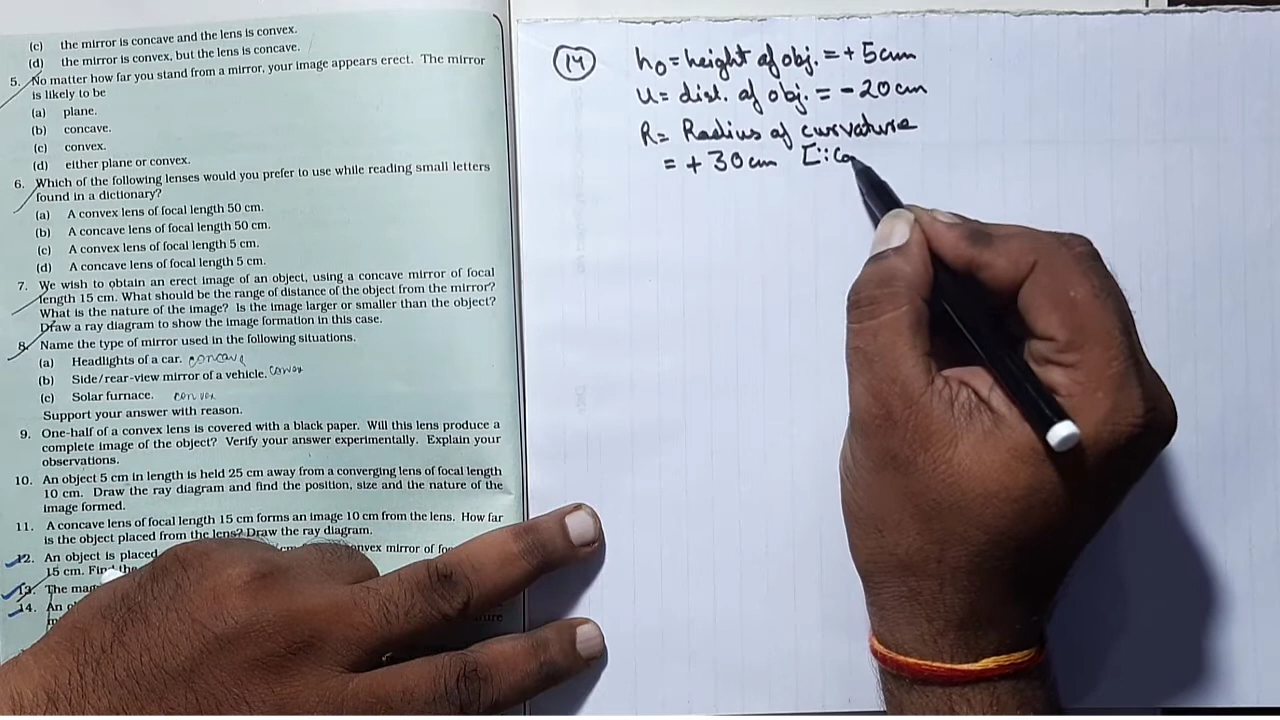 (c) the mirror is concave and the lens is convex.
(d) the mirror is convex, but the lens is concave.
5. No matter how far you stand from a mirror, your image appears erect. The mirror
is likely to be
(a) plane.
(b) concave.
(c) convex.
(d) either plane or convex.
6. Which of the following lenses would you prefer to use while reading small letters
found in a dictionary?
(a) A convex lens of focal length 50 cm.
(b) A concave lens of focal length 50 cm.
(c) A convex lens of focal length 5 cm.
(d) A concave lens of focal length 5 cm.
7. We wish to obtain an erect image of an object, using a concave mirror of focal
length 15 cm. What should be the range of distance of the object from the mirror?
What is the nature of the image? Is the image larger or smaller than the object?
Draw a ray diagram to show the image formation in this case.
8. Name the type of mirror used in the following situations.
(a) Headlights of a car. concave
(b) Side/rear-view mirror of a vehicle. convex
(c) Solar furnace. convex
Support your answer with reason.
9. One-half of a convex lens is covered with a black paper. Will this lens produce a
complete image of the object? Verify your answer experimentally. Explain your
observations.
10. An object 5 cm in length is held 25 cm away from a converging lens of focal length
10 cm. Draw the ray diagram and find the position, size and the nature of the
image formed.
11. A concave lens of focal length 15 cm forms an image 10 cm from the lens. How far
is the object placed from the lens? Draw the ray diagram.
12. An object is placed convex mirror of
15 cm. Find the
13. The
14. An
14 ho = height of obj. = +5cm
u = dist. of obj. = -20cm
R = Radius of curvature
= +30cm [∵ Co